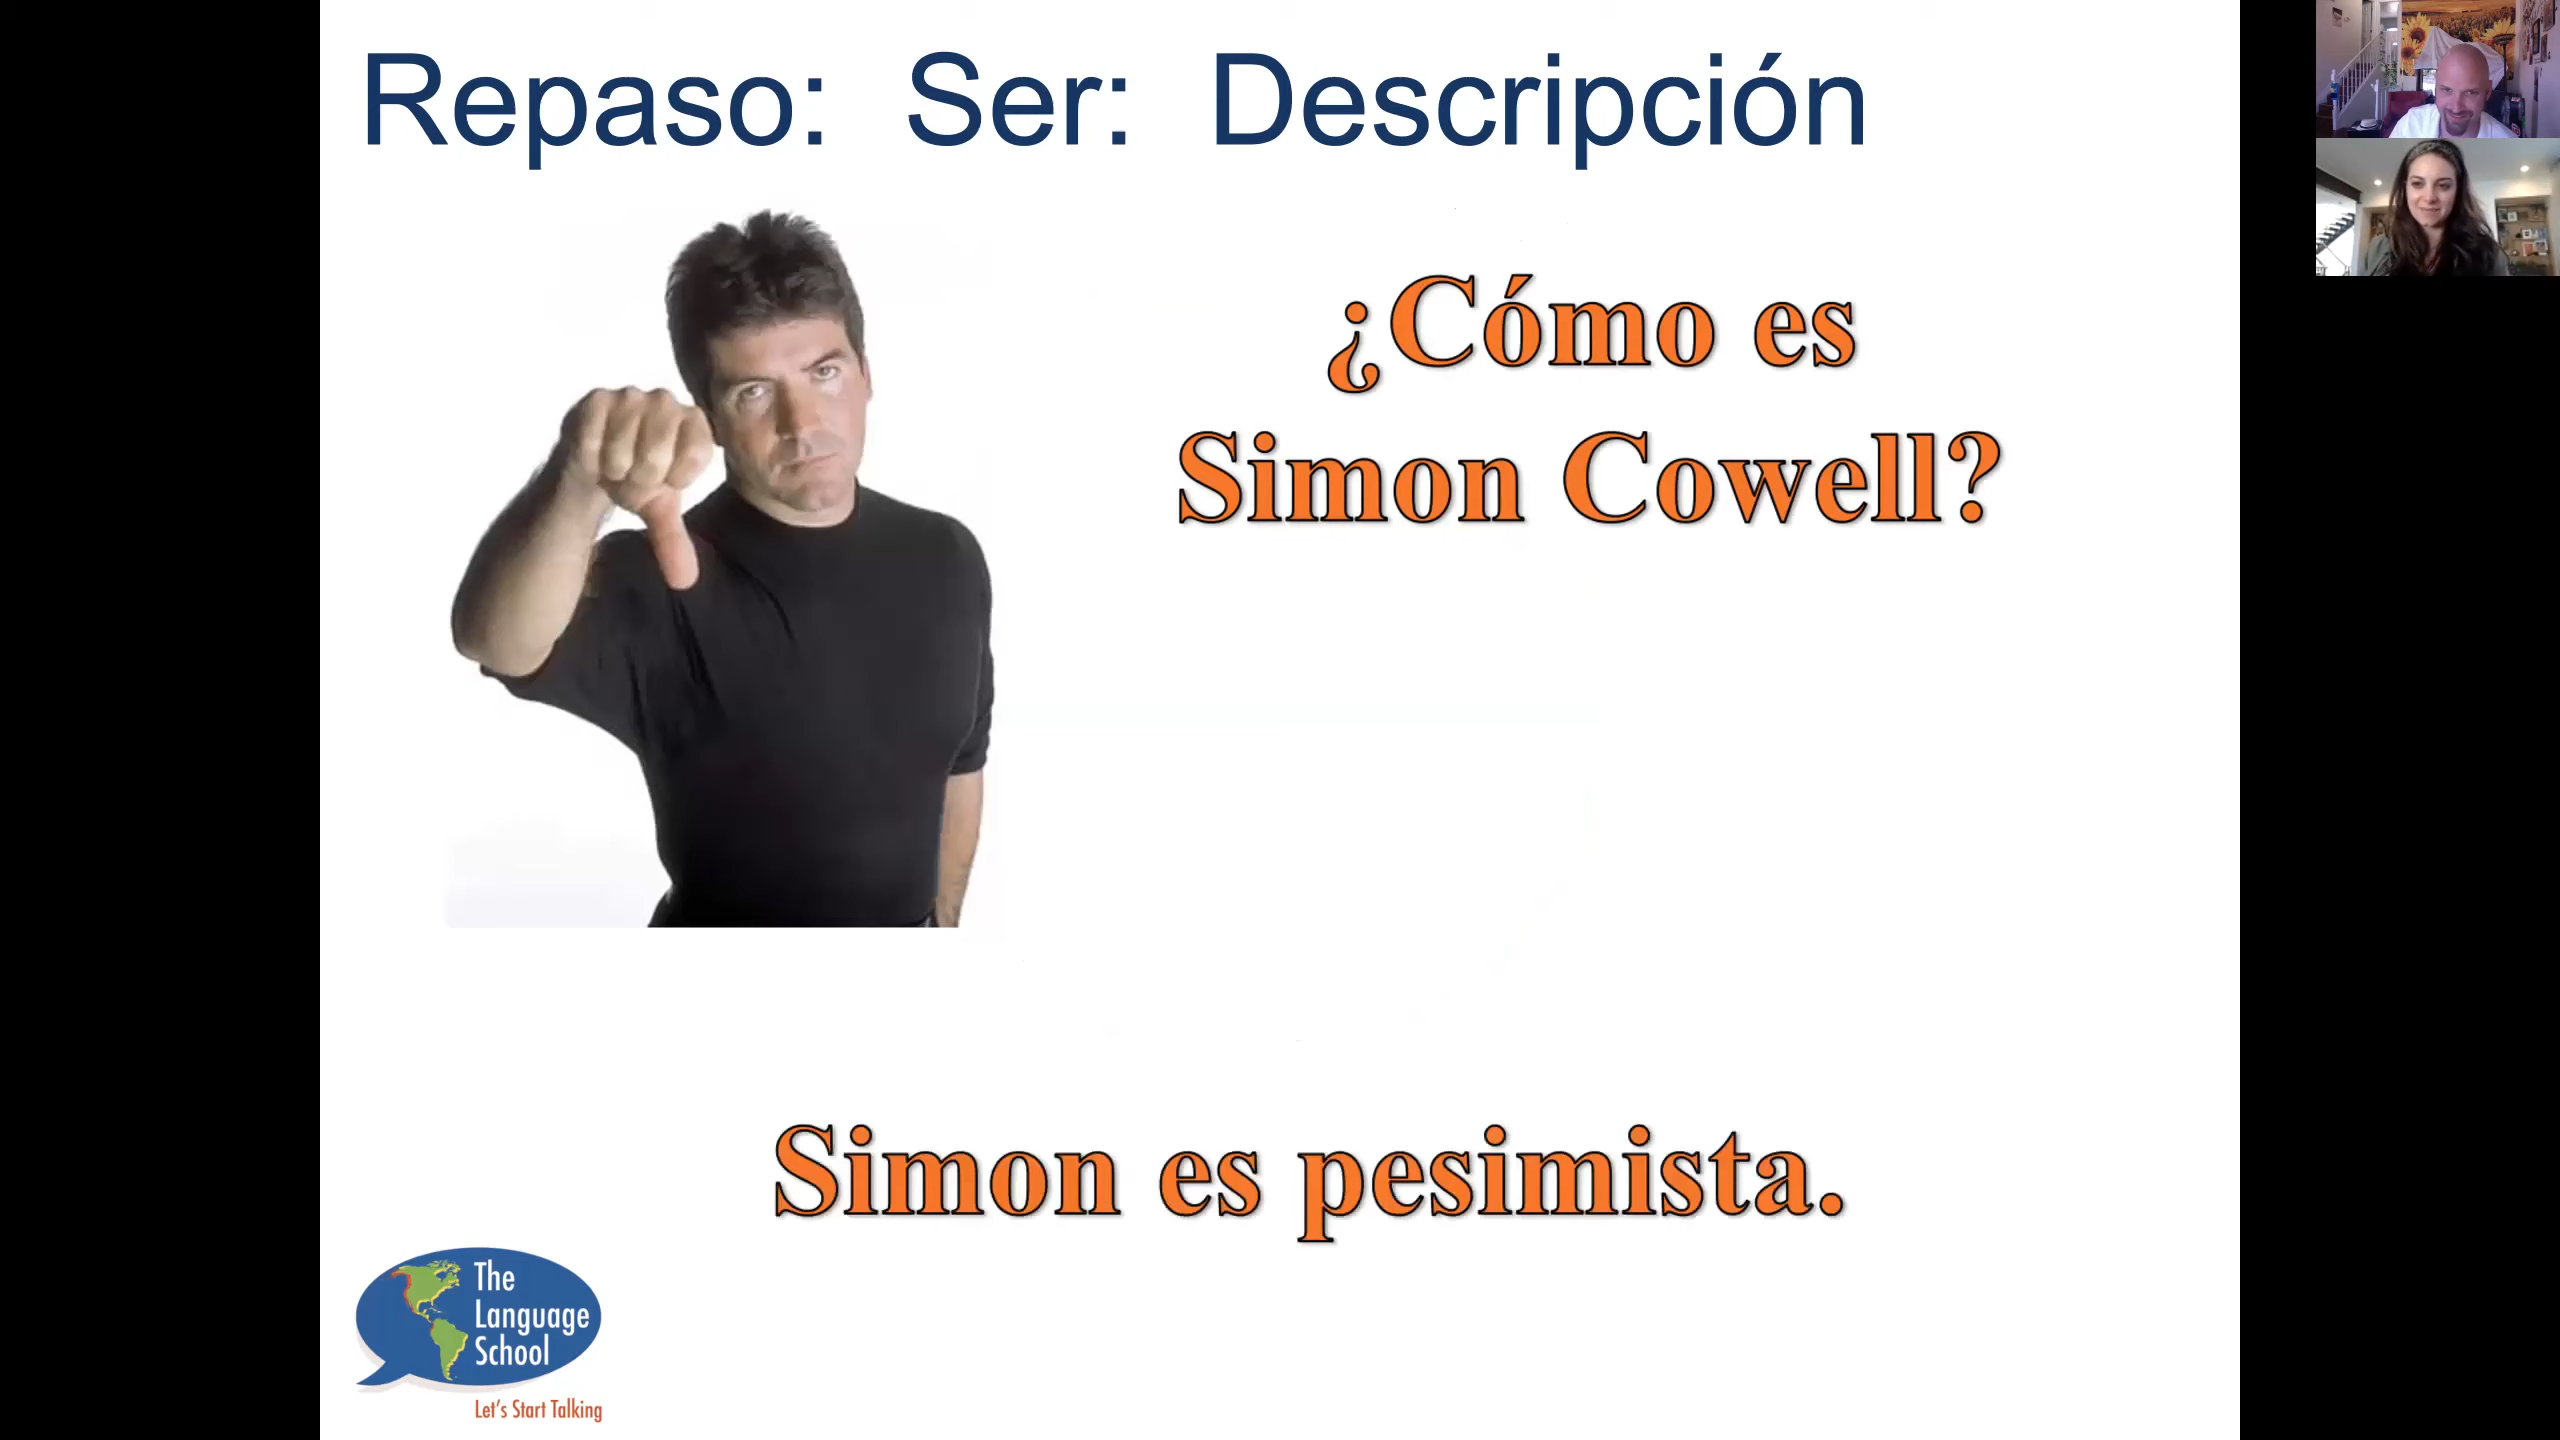 Repaso: Ser: Descripción
¿Cómo es
Simon Cowell?
Simon es pesimista.
The
Language
School
Let's Start Talking